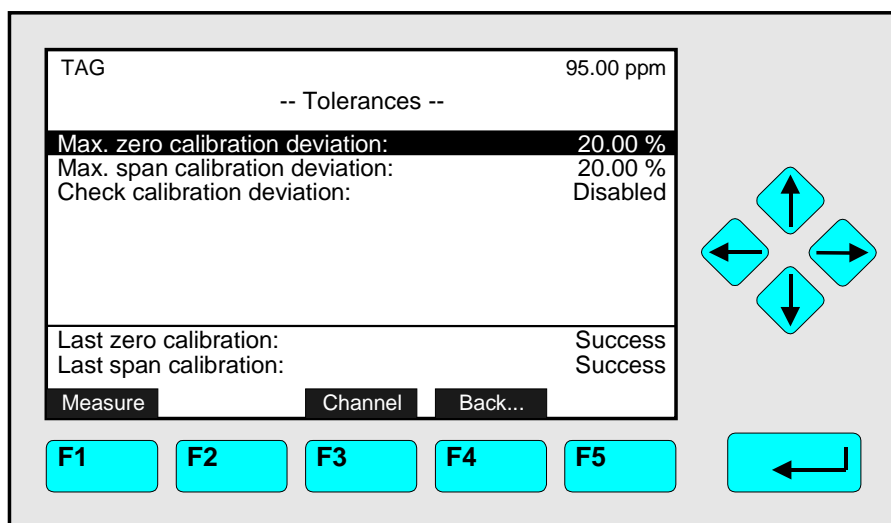 TAG 95.00 ppm
-- Tolerances --
Max. zero calibration deviation: 20.00 %
Max. span calibration deviation: 20.00 %
Check calibration deviation: Disabled
Last zero calibration: Success
Last span calibration: Success
Measure Channel Back...
F1 F2 F3 F4 F5